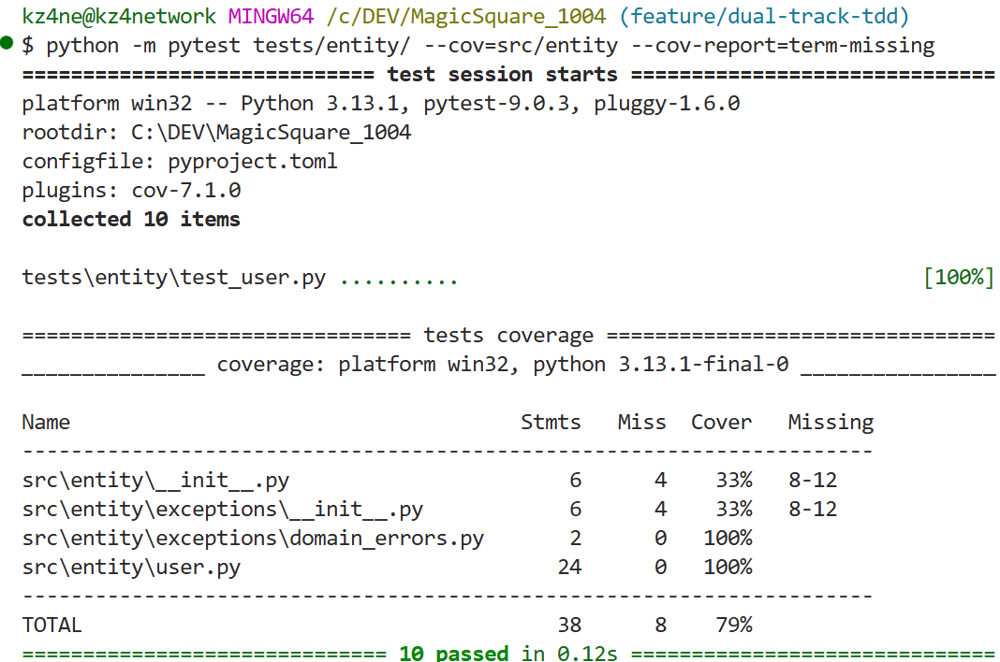 kz4ne@kz4network MINGW64 /c/DEV/MagicSquare_1004 (feature/dual-track-tdd)
$ python -m pytest tests/entity/ --cov=src/entity --cov-report=term-missing
============================= test session starts ==============================
platform win32 -- Python 3.13.1, pytest-9.0.3, pluggy-1.6.0
rootdir: C:\DEV\MagicSquare_1004
configfile: pyproject.toml
plugins: cov-7.1.0
collected 10 items
tests\entity\test_user.py .......... [100%]
================================ tests coverage ================================
_______________ coverage: platform win32, python 3.13.1-final-0 ________________
Name Stmts Miss Cover Missing
----------------------------------------------------------------------
src\entity\__init__.py 6 4 33% 8-12
src\entity\exceptions\__init__.py 6 4 33% 8-12
src\entity\exceptions\domain_errors.py 2 0 100%
src\entity\user.py 24 0 100%
----------------------------------------------------------------------
TOTAL 38 8 79%
============================== 10 passed in 0.12s ==============================